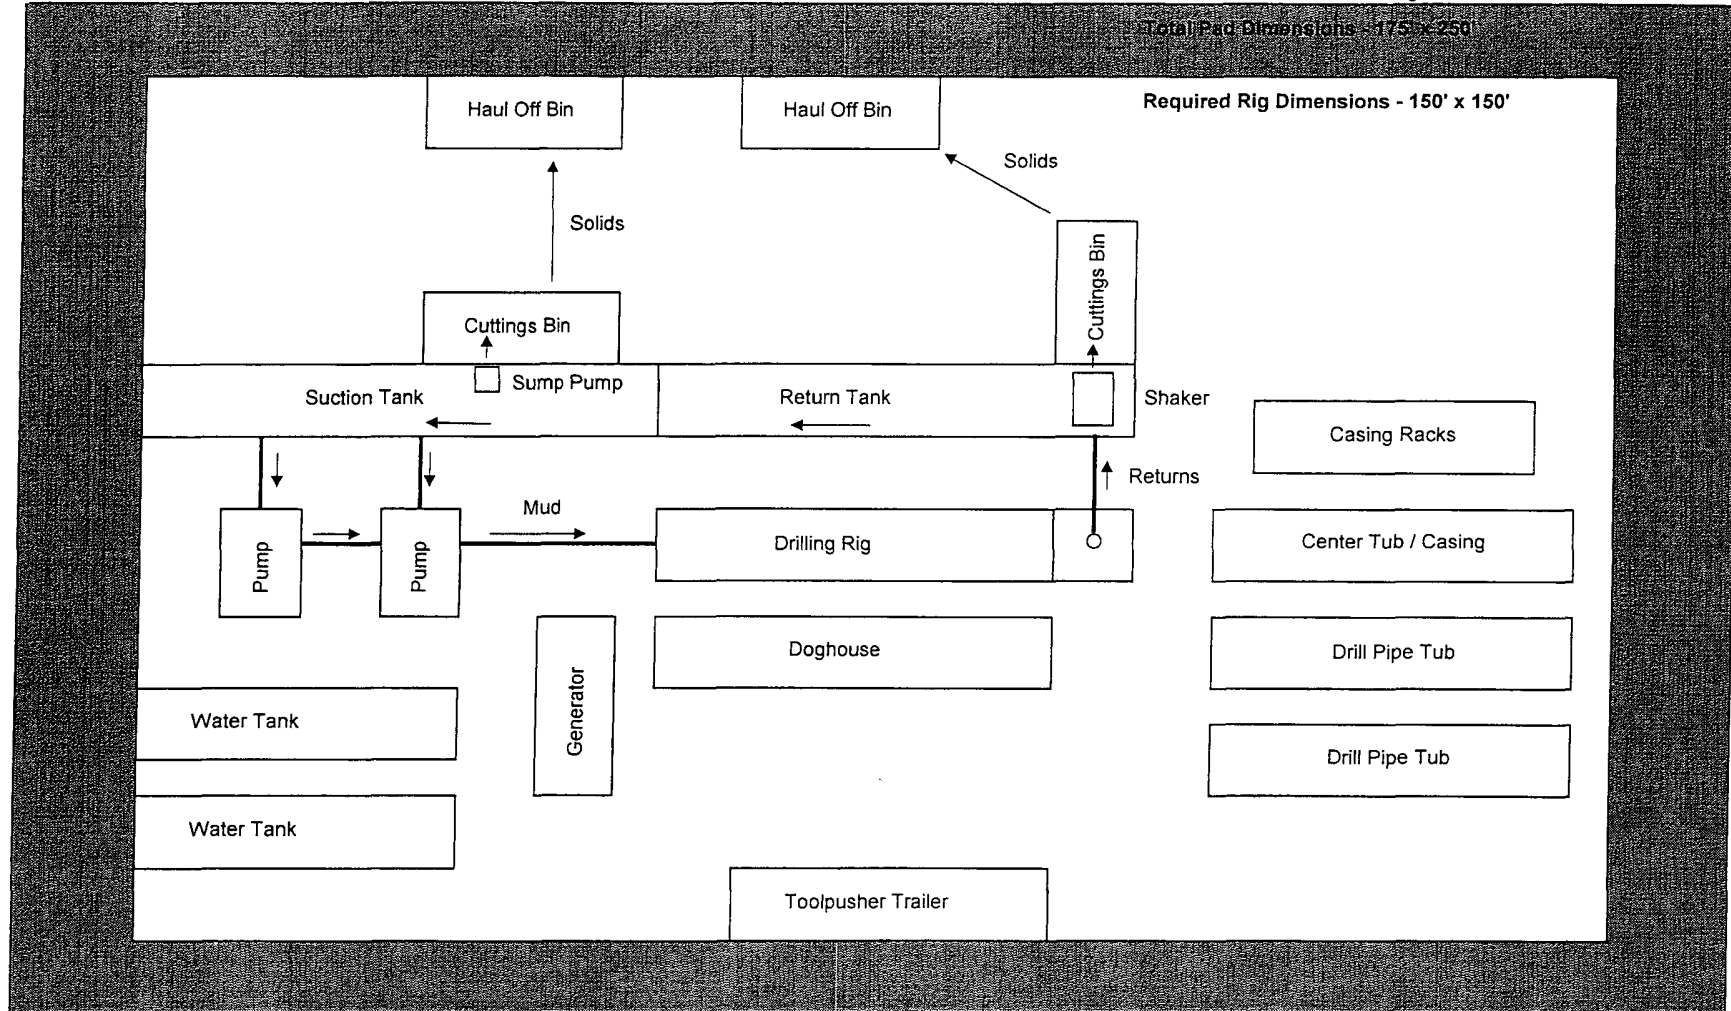 Total Pad Dimensions - 175' x 250'
Required Rig Dimensions - 150' x 150'
Haul Off Bin
Haul Off Bin
Solids
Solids
Cuttings Bin
Cuttings Bin
Suction Tank
Sump Pump
Return Tank
Shaker
Casing Racks
Returns
Mud
Pump
Pump
Drilling Rig
Center Tub / Casing
Generator
Doghouse
Drill Pipe Tub
Water Tank
Drill Pipe Tub
Water Tank
Toolpusher Trailer